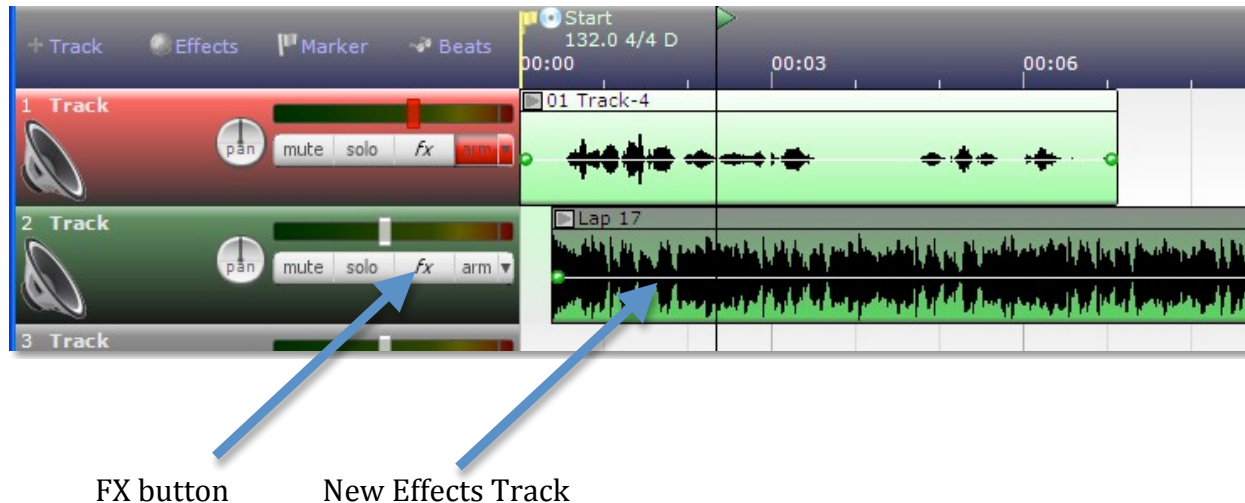 + Track Effects Marker Beats
Start
132.0 4/4 D
00:00 00:03 00:06
1 Track
01 Track-4
pan mute solo fx arm
2 Track
Lap 17
pan mute solo fx arm
3 Track
FX button New Effects Track